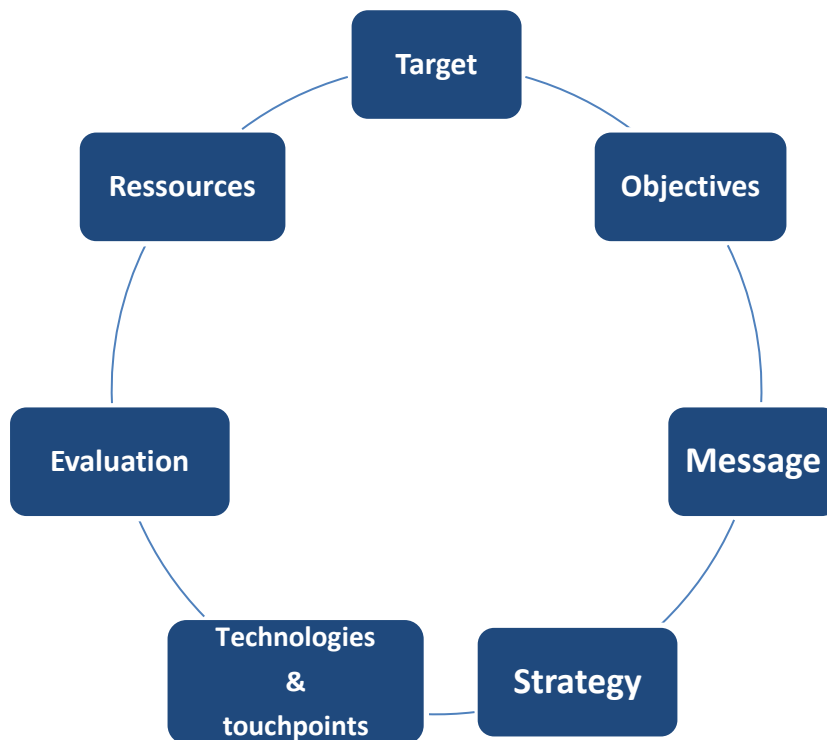 Target
Objectives
Message
Strategy
Technologies
&
touchpoints
Evaluation
Ressources